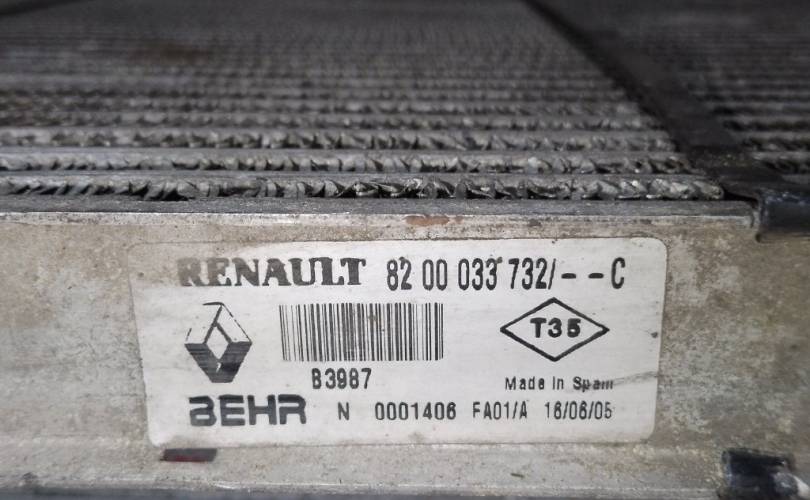 RENAULT 82 00 033 732/--C
T35
B3987
Made In Spain
BEHR N 0001406 FA01/A 16/06/05